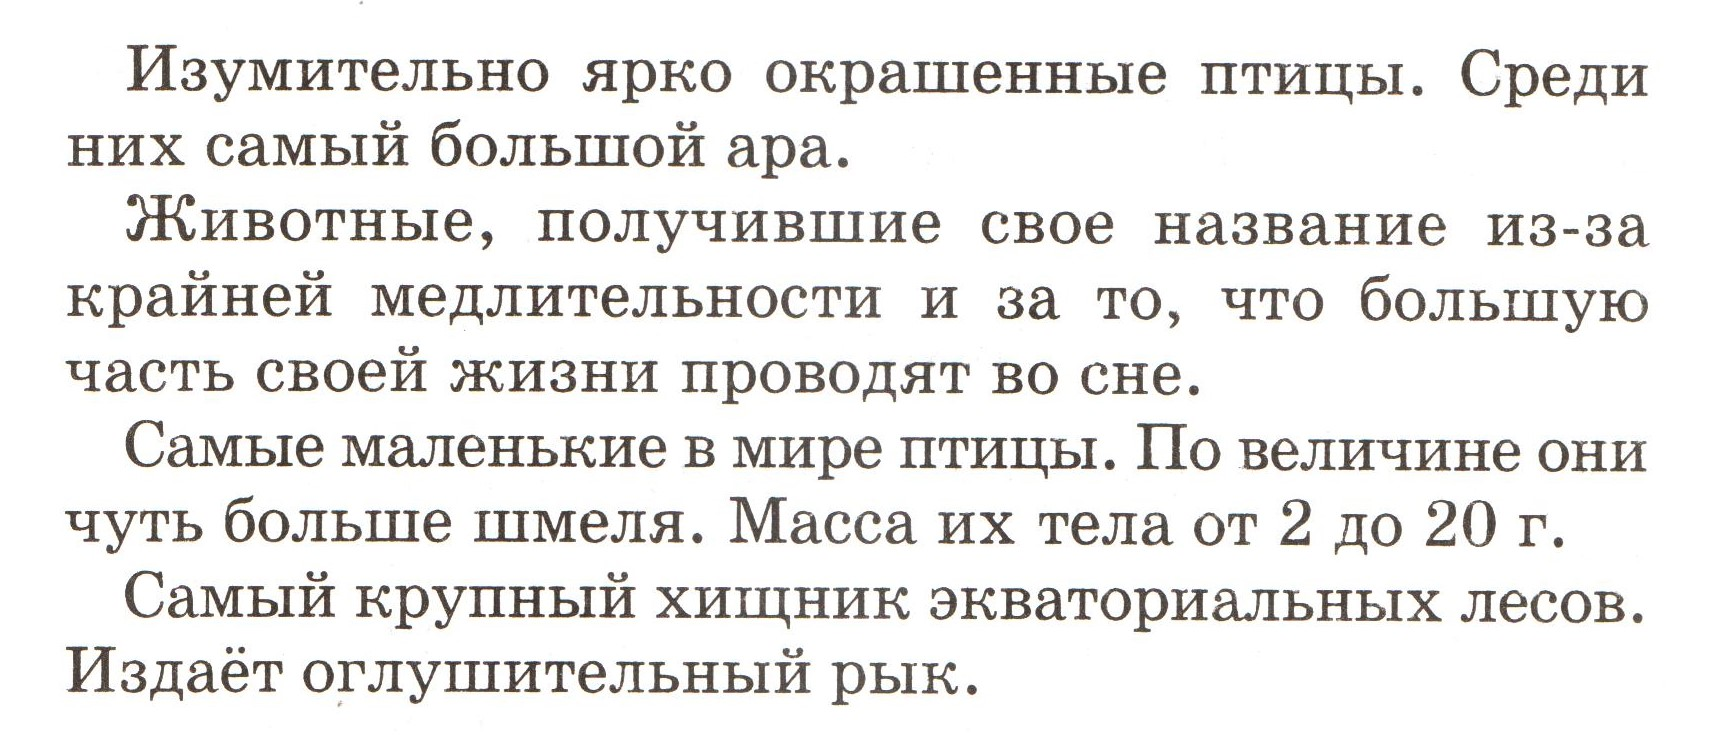 Изумительно ярко окрашенные птицы. Среди
них самый большой ара.
Животные, получившие свое название из-за
крайней медлительности и за то, что большую
часть своей жизни проводят во сне.
Самые маленькие в мире птицы. По величине они
чуть больше шмеля. Масса их тела от 2 до 20 г.
Самый крупный хищник экваториальных лесов.
Издаёт оглушительный рык.